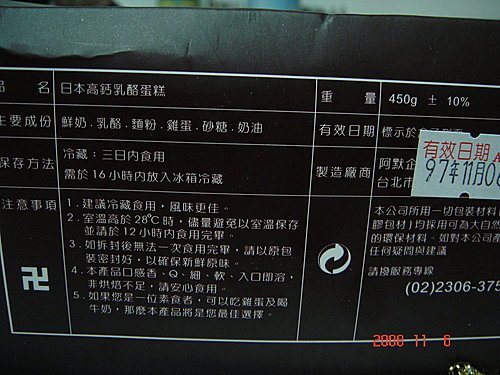 品 名 日本高鈣乳酪蛋糕 重 量 450g ± 10%
主要成份 鮮奶．乳酪．麵粉．雞蛋．砂糖．奶油 有效日期 標示於
保存方法 冷藏：三日內食用
需於16小時內放入冰箱冷藏
製造廠商 阿默企
台北市
有效日期 A
97年11月08
注意事項
1．建議冷藏食用，風味更佳。
2．室溫高於28℃時，儘量避免以室溫保存
並請於12小時內食用完畢。
3．如拆封後無法一次食用完畢，請以原包
裝密封好，以確保新鮮原味。
4．本產品口感香、Q、細、軟、入口即溶，
非烘焙不足，請安心食用。
5．如果您是一位素食者，可以吃雞蛋及喝
牛奶，那麼本產品將是您最佳選擇。
卍
本公司所用一切包裝材料(
膠包材)均採用可為大自然
的環保材料。如對本公司產
任何疑問與建議
請撥服務專線
(02)2306-375
2008 11 6